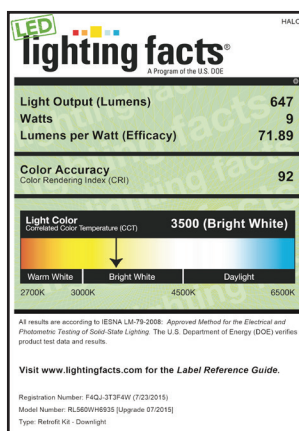 LED
HALO
lighting facts®
A Program of the U.S. DOE
Light Output (Lumens) 647
Watts 9
Lumens per Watt (Efficacy) 71.89
Color Accuracy 92
Color Rendering Index (CRI)
Light Color 3500 (Bright White)
Correlated Color Temperature (CCT)
Warm White Bright White Daylight
2700K 3000K 4500K 6500K
All results are according to IESNA LM-79-2008: Approved Method for the Electrical and
Photometric Testing of Solid-State Lighting. The U.S. Department of Energy (DOE) verifies
product test data and results.
Visit www.lightingfacts.com for the Label Reference Guide.
Registration Number: F4QJ-3T3F4W (7/23/2015)
Model Number: RL560WH6935 [Upgrade 07/2015]
Type: Retrofit Kit - Downlight